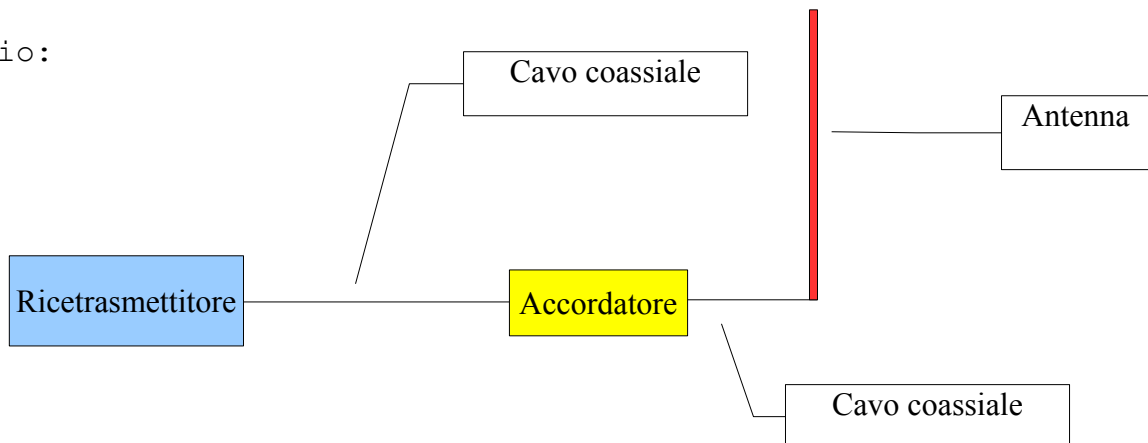 io:
Cavo coassiale
Antenna
Ricetrasmettitore
Accordatore
Cavo coassiale